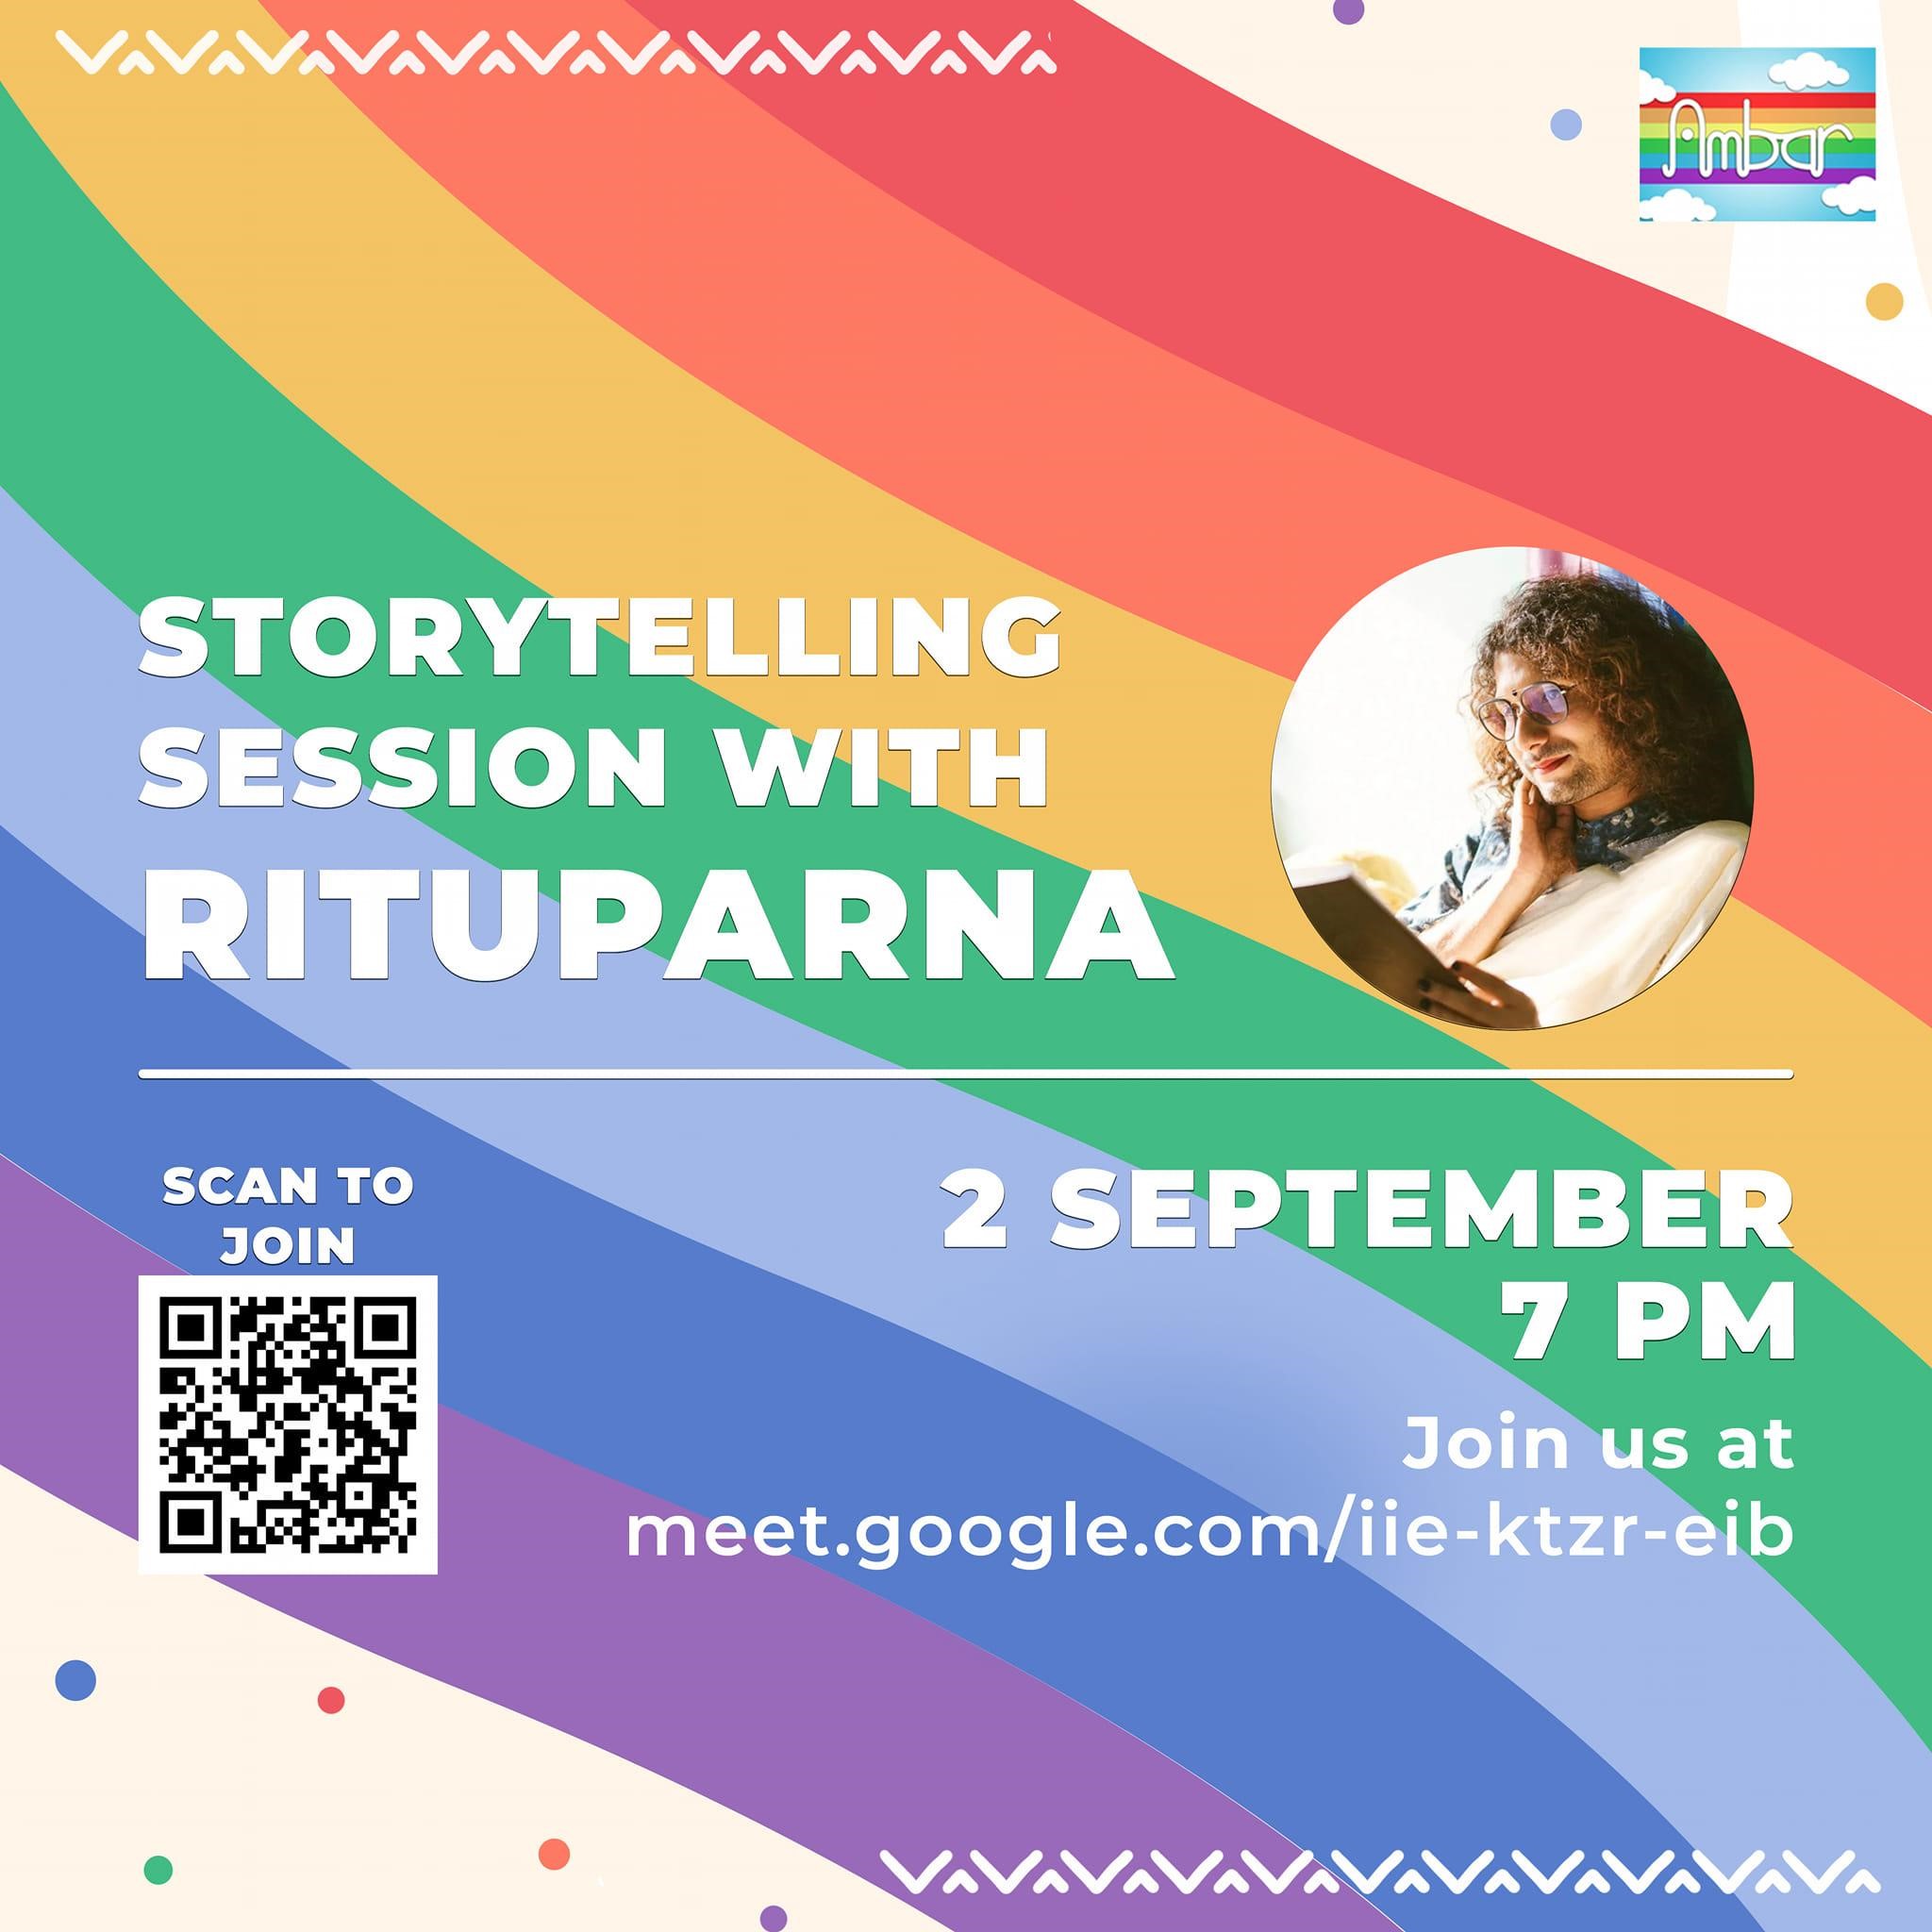 Ambar
STORYTELLING
SESSION WITH
RITUPARNA
SCAN TO
JOIN
2 SEPTEMBER
7 PM
Join us at
meet.google.com/iie-ktzr-eib